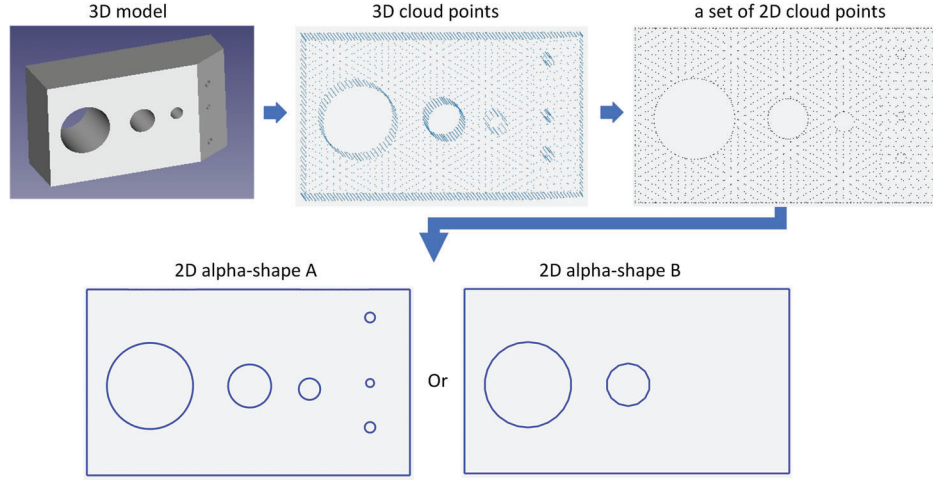 3D model
3D cloud points
a set of 2D cloud points
2D alpha-shape A
2D alpha-shape B
Or